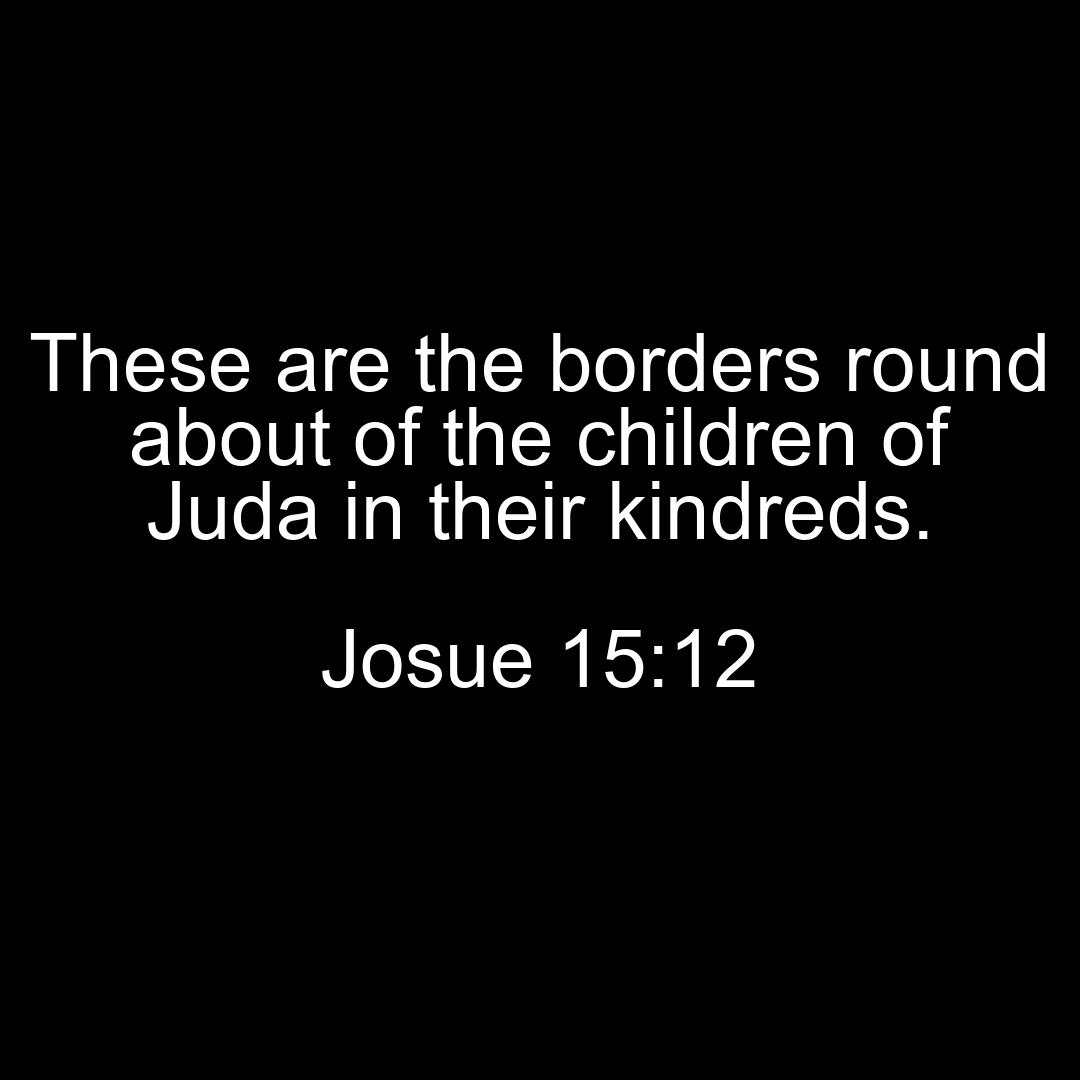 These are the borders round
about of the children of
Juda in their kindreds.
Josue 15:12